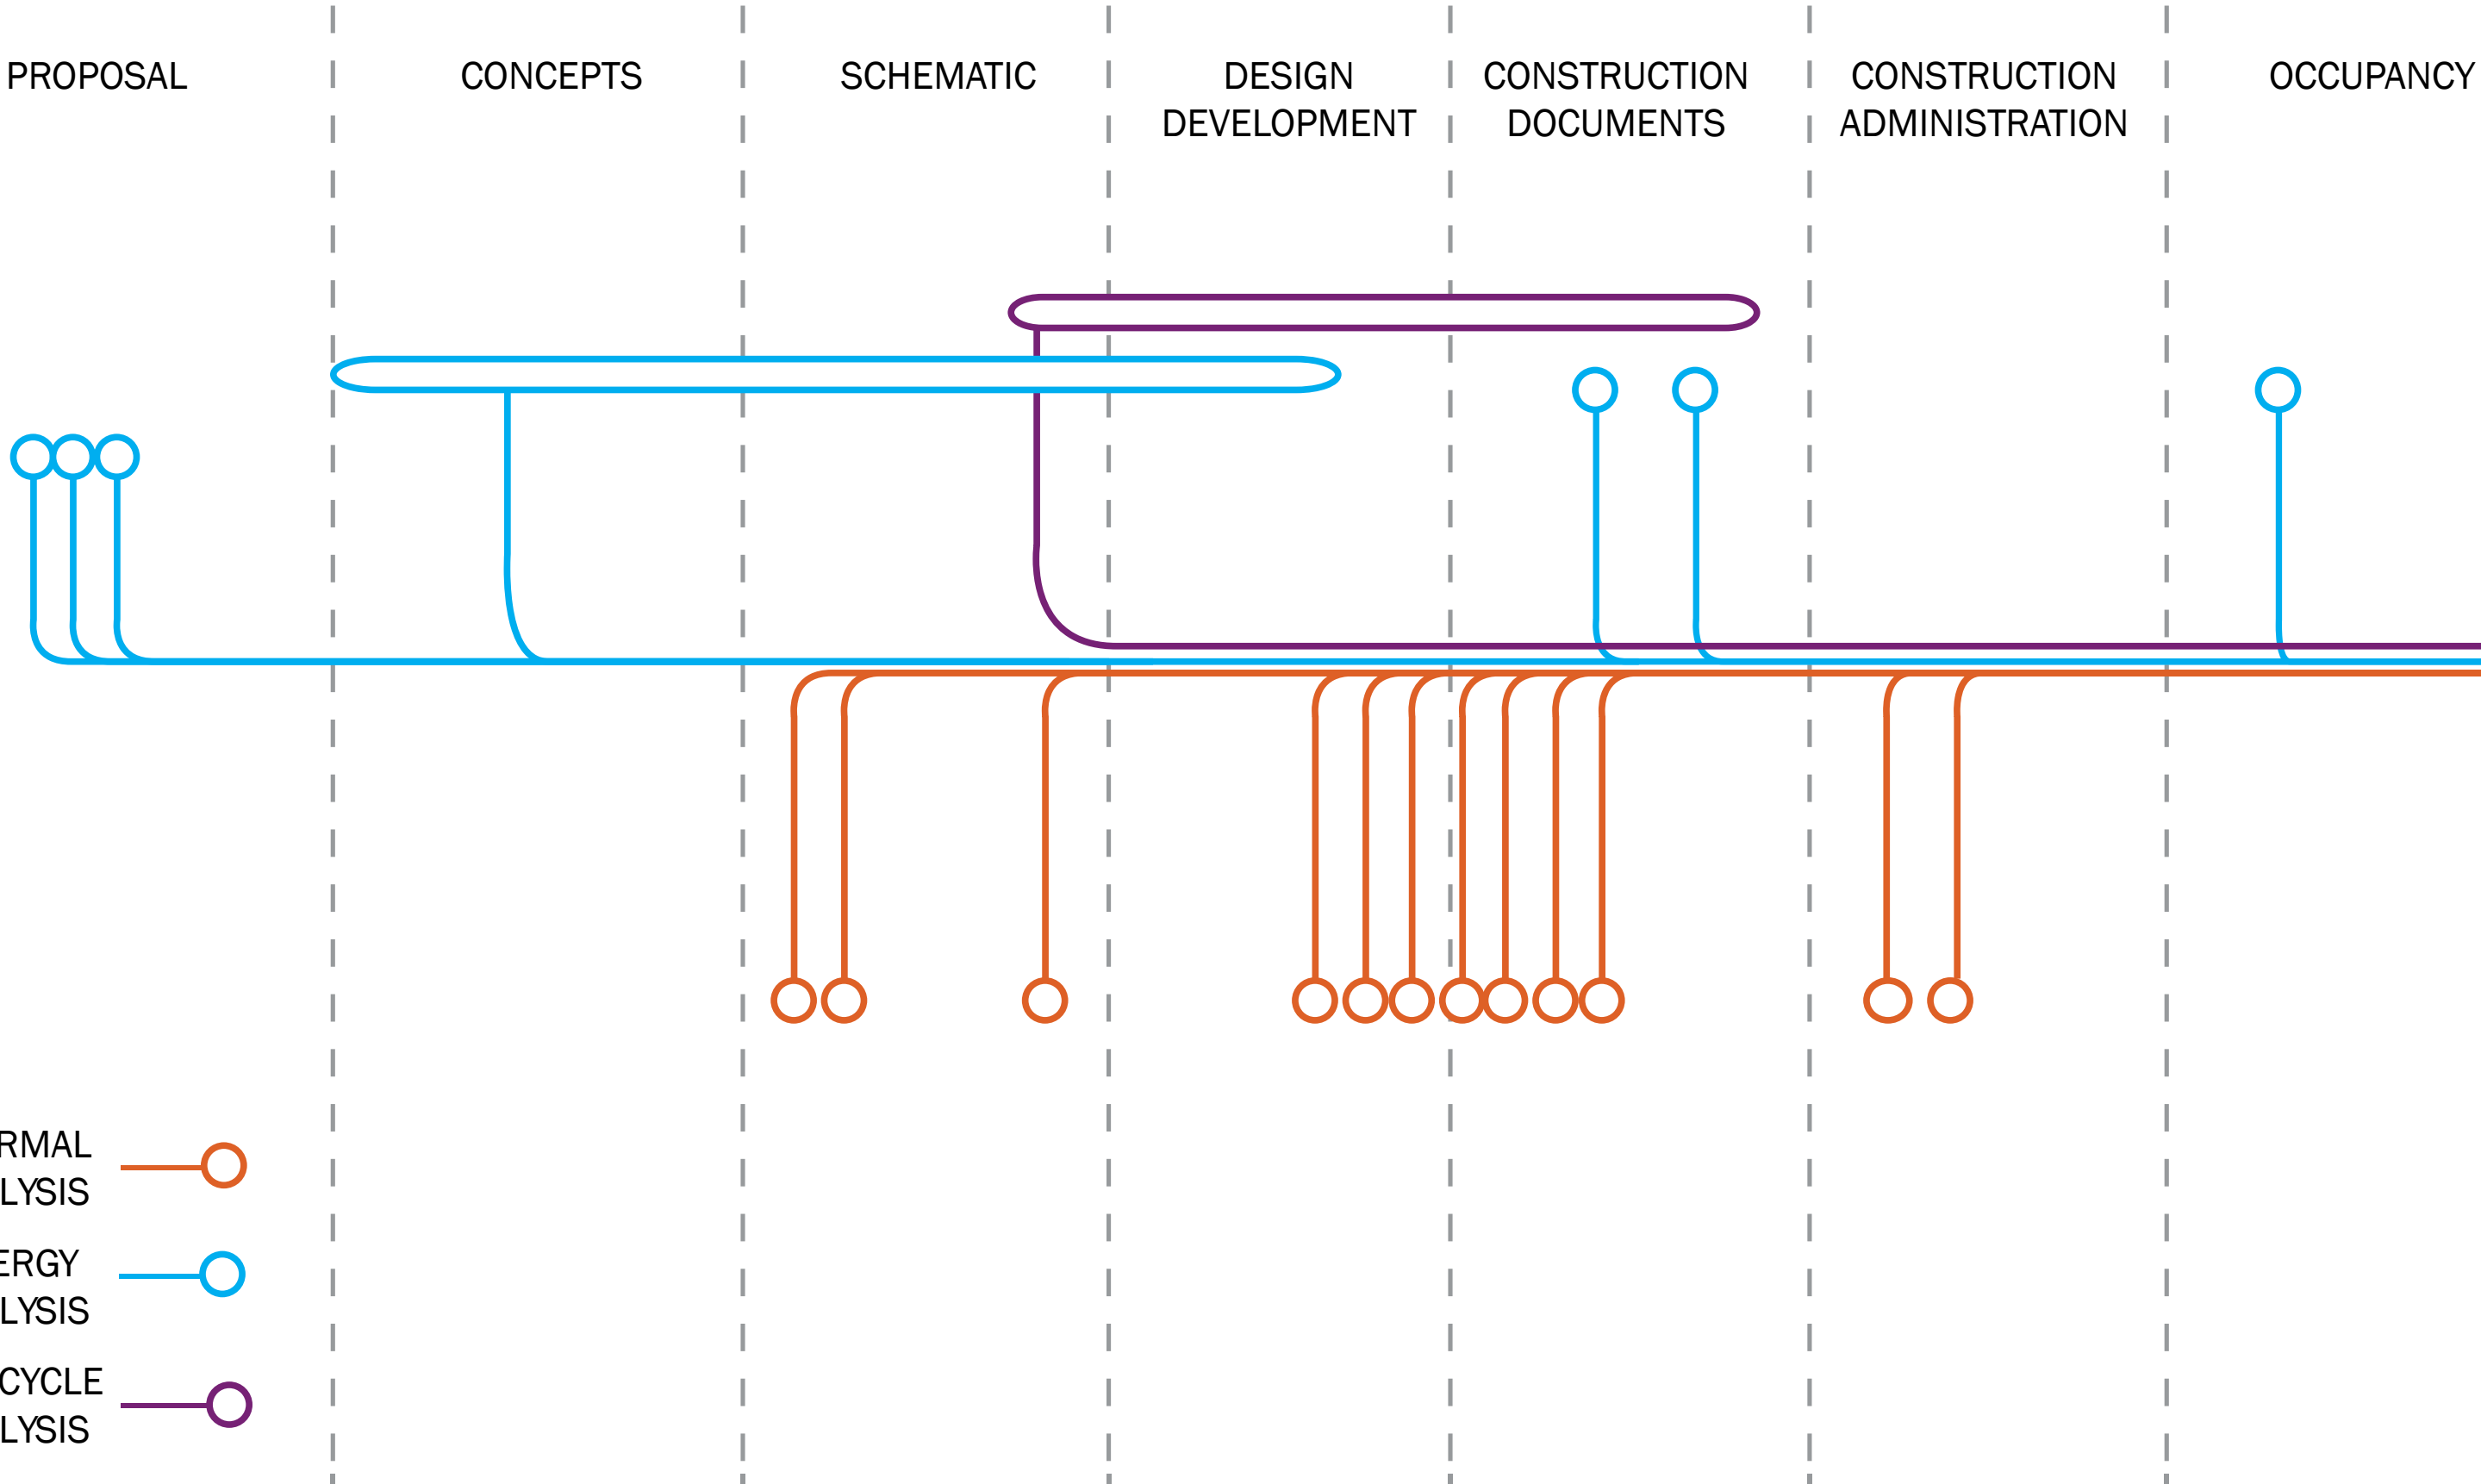 PROPOSAL
CONCEPTS
SCHEMATIC
DESIGN
DEVELOPMENT
CONSTRUCTION
DOCUMENTS
CONSTRUCTION
ADMINISTRATION
OCCUPANCY
RMAL
LYSIS
ERGY
LYSIS
CYCLE
LYSIS